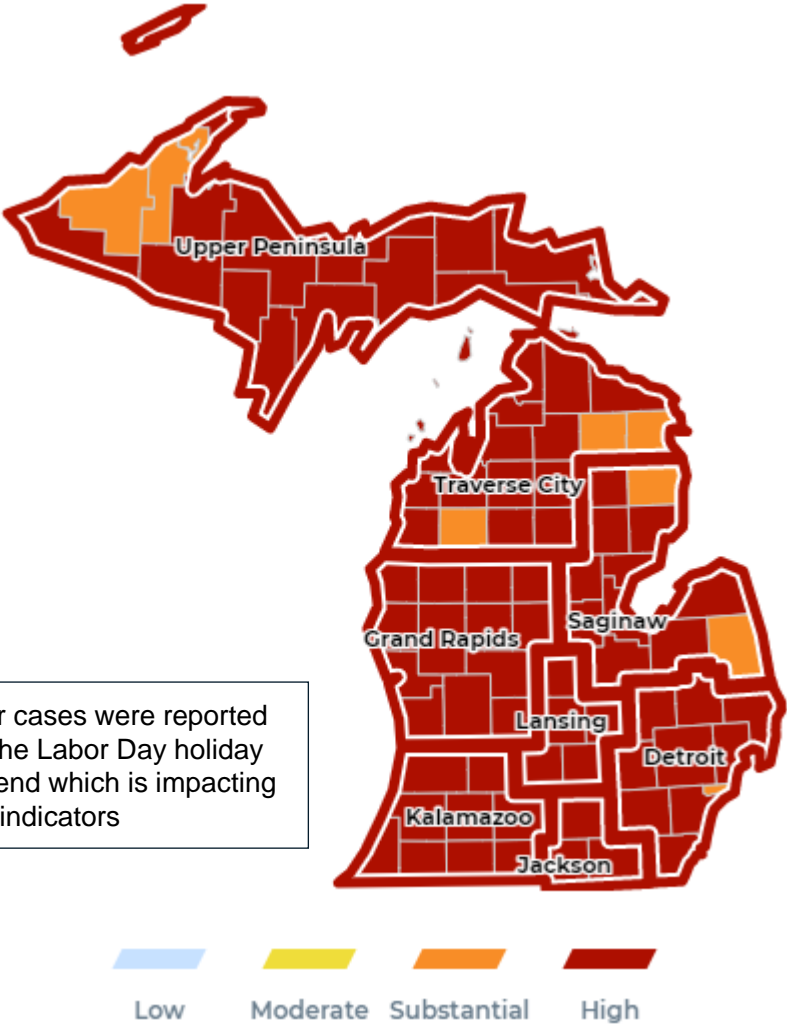 Upper Peninsula
Traverse City
Saginaw
Grand Rapids
Lansing
Detroit
Kalamazoo
Jackson
r cases were reported
he Labor Day holiday
end which is impacting
indicators
Low Moderate Substantial High